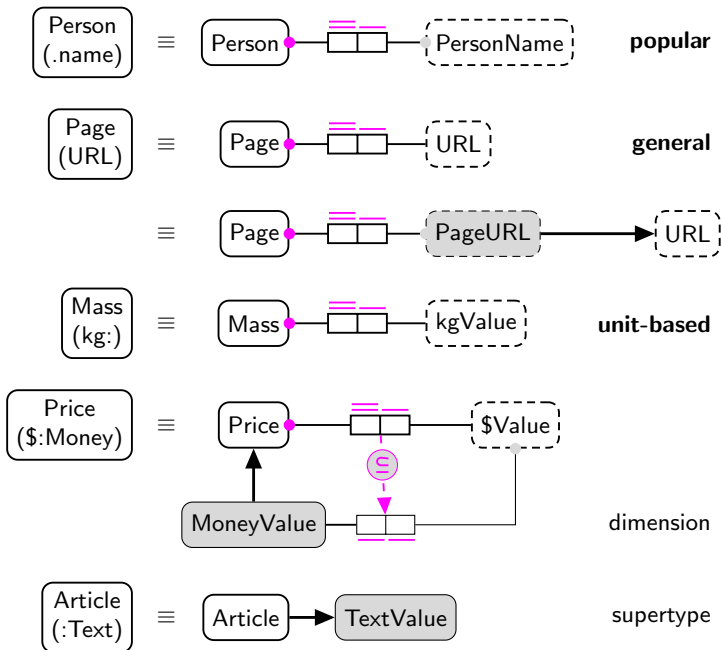 Person
(.name)
≡
Person
PersonName
popular
Page
(URL)
≡
Page
URL
general
≡
Page
PageURL
URL
Mass
(kg:)
≡
Mass
kgValue
unit-based
Price
($:Money)
≡
Price
$Value
⊆
MoneyValue
dimension
Article
(:Text)
≡
Article
TextValue
supertype